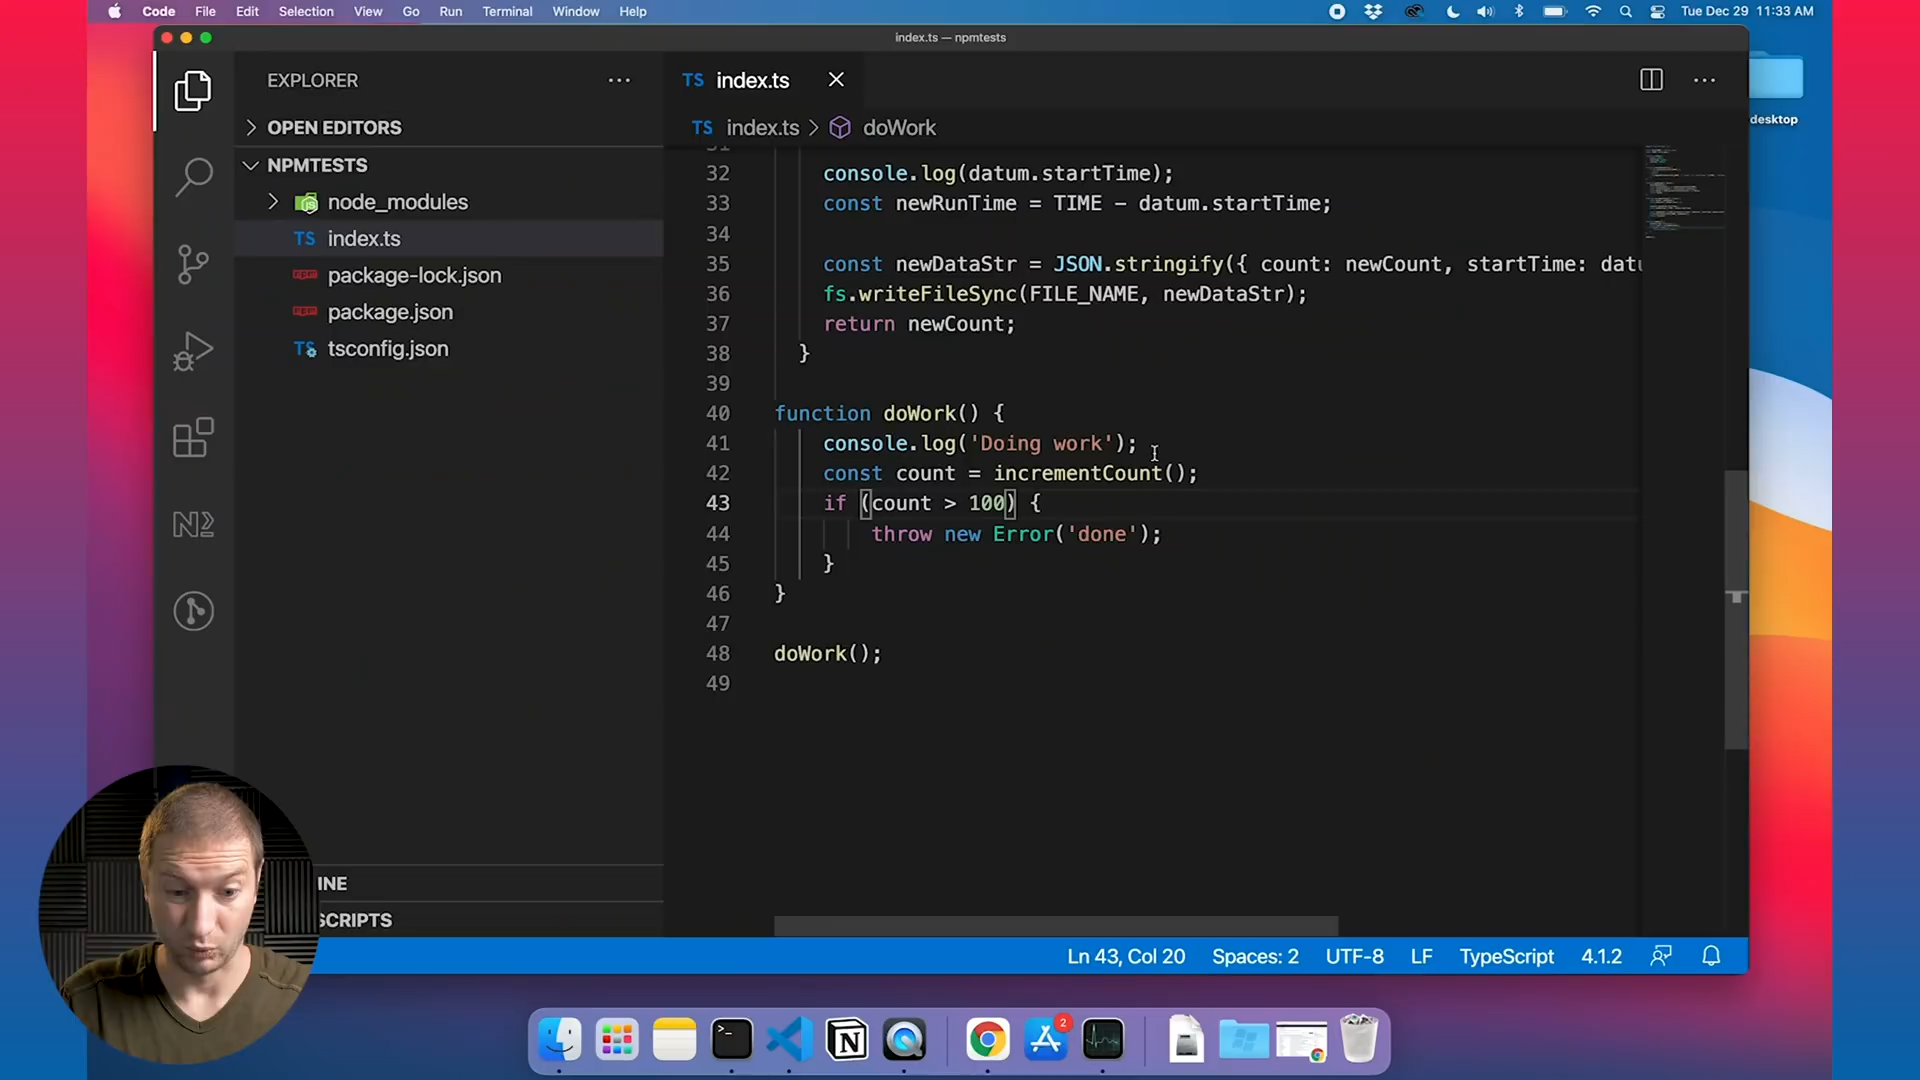 Code File Edit Selection View Go Run Terminal Window Help
Tue Dec 29 11:33 AM
index.ts — npmtests
desktop
EXPLORER
OPEN EDITORS
NPMTESTS
node_modules
TS index.ts
package-lock.json
package.json
TS tsconfig.json
INE
SCRIPTS
TS index.ts
TS index.ts > doWork
31
32 console.log(datum.startTime);
33 const newRunTime = TIME - datum.startTime;
34
35 const newDataStr = JSON.stringify({ count: newCount, startTime: datu
36 fs.writeFileSync(FILE_NAME, newDataStr);
37 return newCount;
38 }
39
40 function doWork() {
41 console.log('Doing work');
42 const count = incrementCount();
43 if (count > 100) {
44 throw new Error('done');
45 }
46 }
47
48 doWork();
49
Ln 43, Col 20 Spaces: 2 UTF-8 LF TypeScript 4.1.2
2